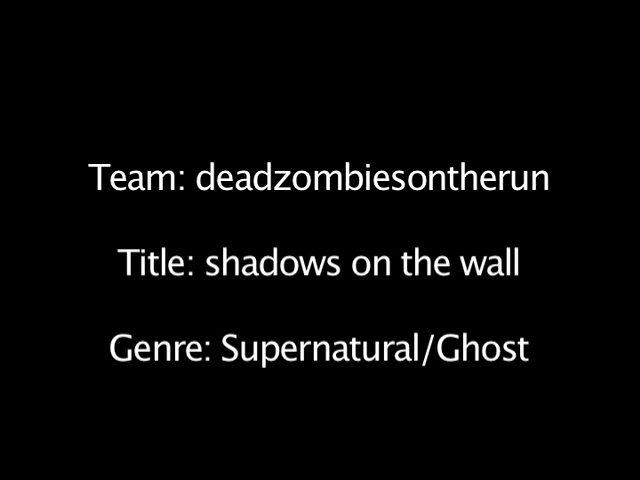 Team: deadzombiesontherun
Title: shadows on the wall
Genre: Supernatural/Ghost